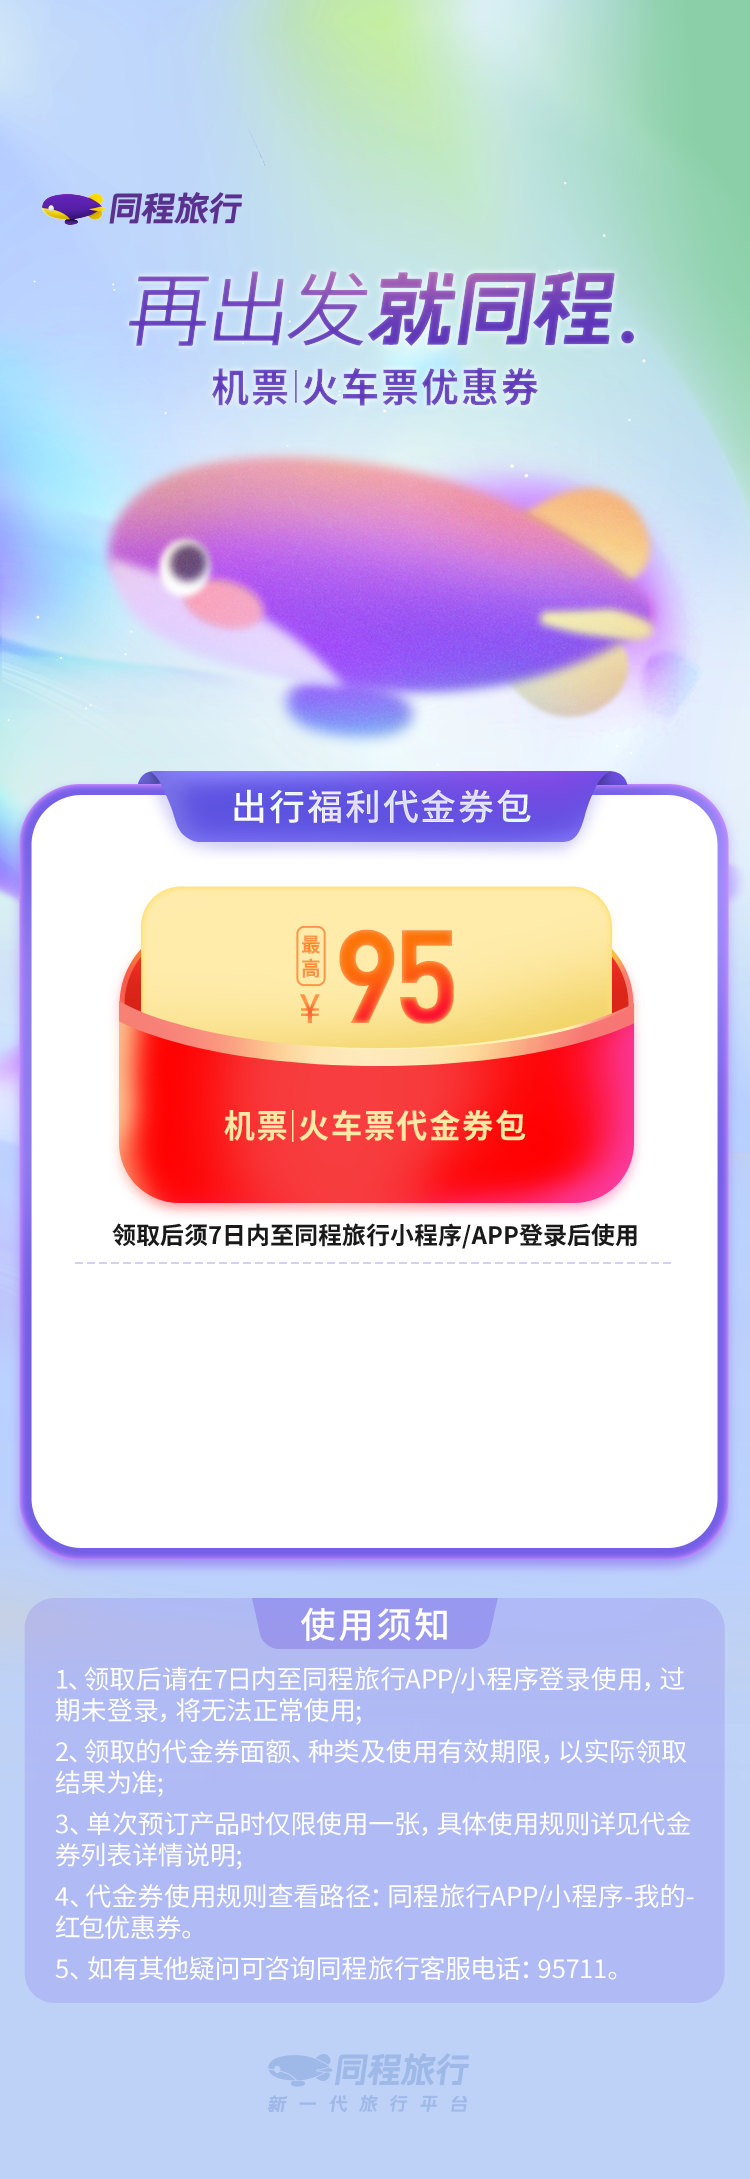 同程旅行
再出发就同程.
机票|火车票优惠券
出行福利代金券包
最高
¥95
机票|火车票代金券包
领取后须7日内至同程旅行小程序/APP登录后使用
使用须知
1、领取后请在7日内至同程旅行APP/小程序登录使用，过
期未登录，将无法正常使用;
2、领取的代金券面额、种类及使用有效期限，以实际领取
结果为准;
3、单次预订产品时仅限使用一张，具体使用规则详见代金
券列表详情说明;
4、代金券使用规则查看路径：同程旅行APP/小程序-我的-
红包优惠券。
5、如有其他疑问可咨询同程旅行客服电话：95711。
同程旅行
新一代旅行平台